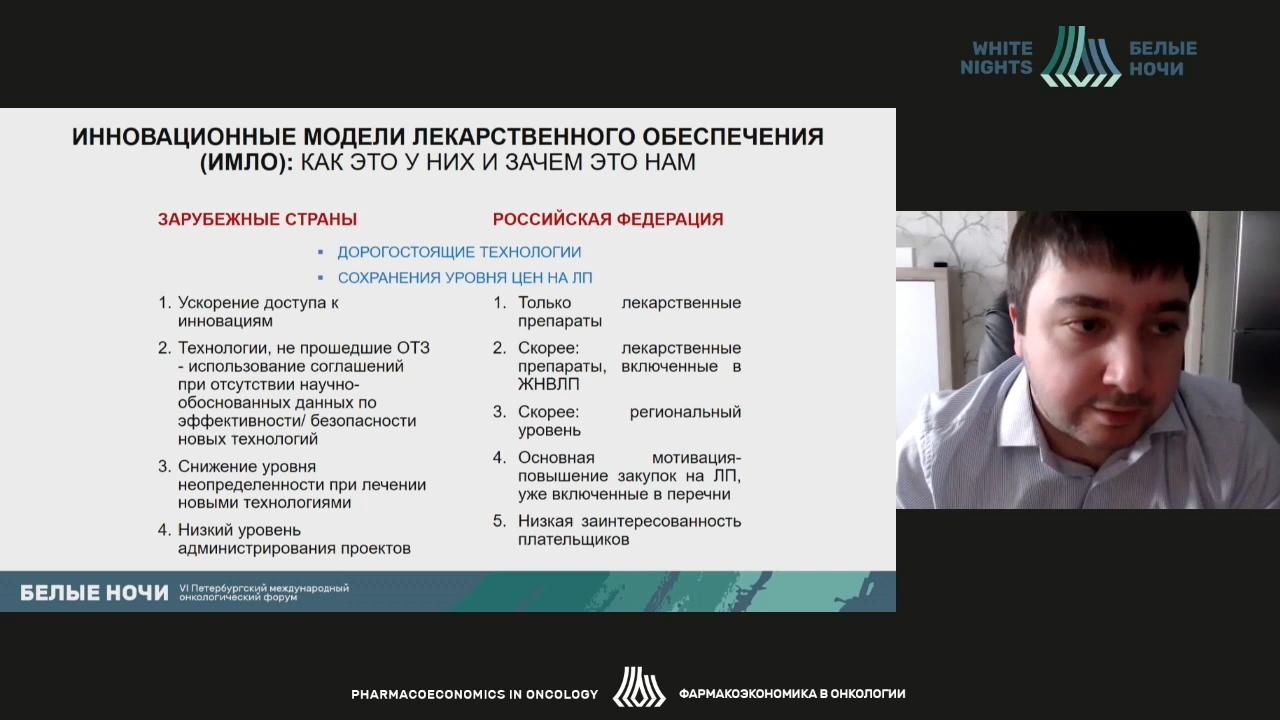 WHITE NIGHTS
БЕЛЫЕ НОЧИ
ИННОВАЦИОННЫЕ МОДЕЛИ ЛЕКАРСТВЕННОГО ОБЕСПЕЧЕНИЯ
(ИМЛО): КАК ЭТО У НИХ И ЗАЧЕМ ЭТО НАМ
ЗАРУБЕЖНЫЕ СТРАНЫ
РОССИЙСКАЯ ФЕДЕРАЦИЯ
▪ ДОРОГОСТОЯЩИЕ ТЕХНОЛОГИИ
▪ СОХРАНЕНИЯ УРОВНЯ ЦЕН НА ЛП
1. Ускорение доступа к
инновациям
2. Технологии, не прошедшие ОТЗ
- использование соглашений
при отсутствии научно-
обоснованных данных по
эффективности/ безопасности
новых технологий
3. Снижение уровня
неопределенности при лечении
новыми технологиями
4. Низкий уровень
администрирования проектов
1. Только лекарственные
препараты
2. Скорее: лекарственные
препараты, включенные в
ЖНВЛП
3. Скорее: региональный
уровень
4. Основная мотивация-
повышение закупок на ЛП,
уже включенные в перечни
5. Низкая заинтересованность
плательщиков
БЕЛЫЕ НОЧИ
VI Петербургский международный
онкологический форум
PHARMACOECONOMICS IN ONCOLOGY
ФАРМАКОЭКОНОМИКА В ОНКОЛОГИИ